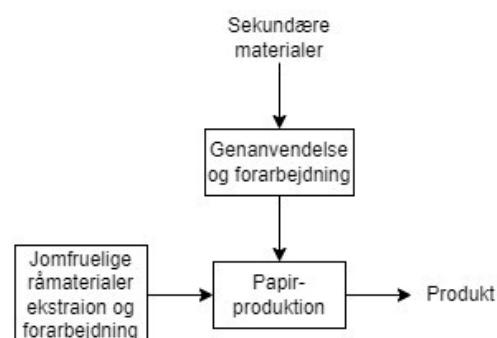 Sekundære
materialer
Genanvendelse
og forarbejdning
Jomfruelige
råmaterialer
ekstraion og
forarbejdning
Papir-
produktion
Produkt